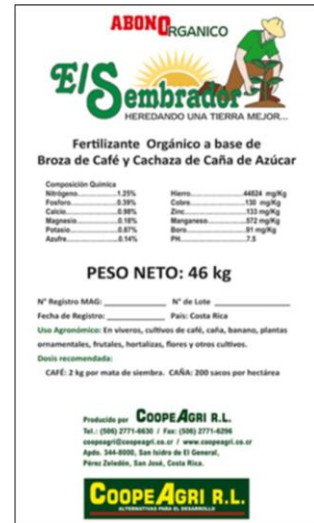 ABONO ORGANICO
El Sembrador
HEREDANDO UNA TIERRA MEJOR...
Fertilizante Orgánico a base de
Broza de Café y Cachaza de Caña de Azúcar
Composición Química
Nitrógeno..................1.25%
Fosforo.....................0.39%
Calcio.......................0.98%
Magnesio..................0.18%
Potasio.....................0.87%
Azufre.......................0.14%
Hierro......................44824 mg/Kg
Cobre.......................130 mg/Kg
Zinc..........................133 mg/Kg
Manganeso..............572 mg/Kg
Boro.........................91 mg/Kg
PH............................7.5
PESO NETO: 46 kg
N° Registro MAG: ______________ N° de Lote ________________
Fecha de Registro: ______________ País: Costa Rica
Uso Agronómico: En viveros, cultivos de café, caña, banano, plantas
ornamentales, frutales, hortalizas, flores y otros cultivos.
Dosis recomendada:
CAFÉ: 2 kg por mata de siembra. CAÑA: 200 sacos por hectárea
Producido por COOPEAGRI R.L.
Tel.: (506) 2771-6630 / Fax: (506) 2771-6296
coopeagri@coopeagri.co.cr / www.coopeagri.co.cr
Apdo. 344-8000, San Isidro de El General,
Pérez Zeledón, San José, Costa Rica.
COOPEAGRI R.L.
ALTERNATIVAS PARA EL DESARROLLO